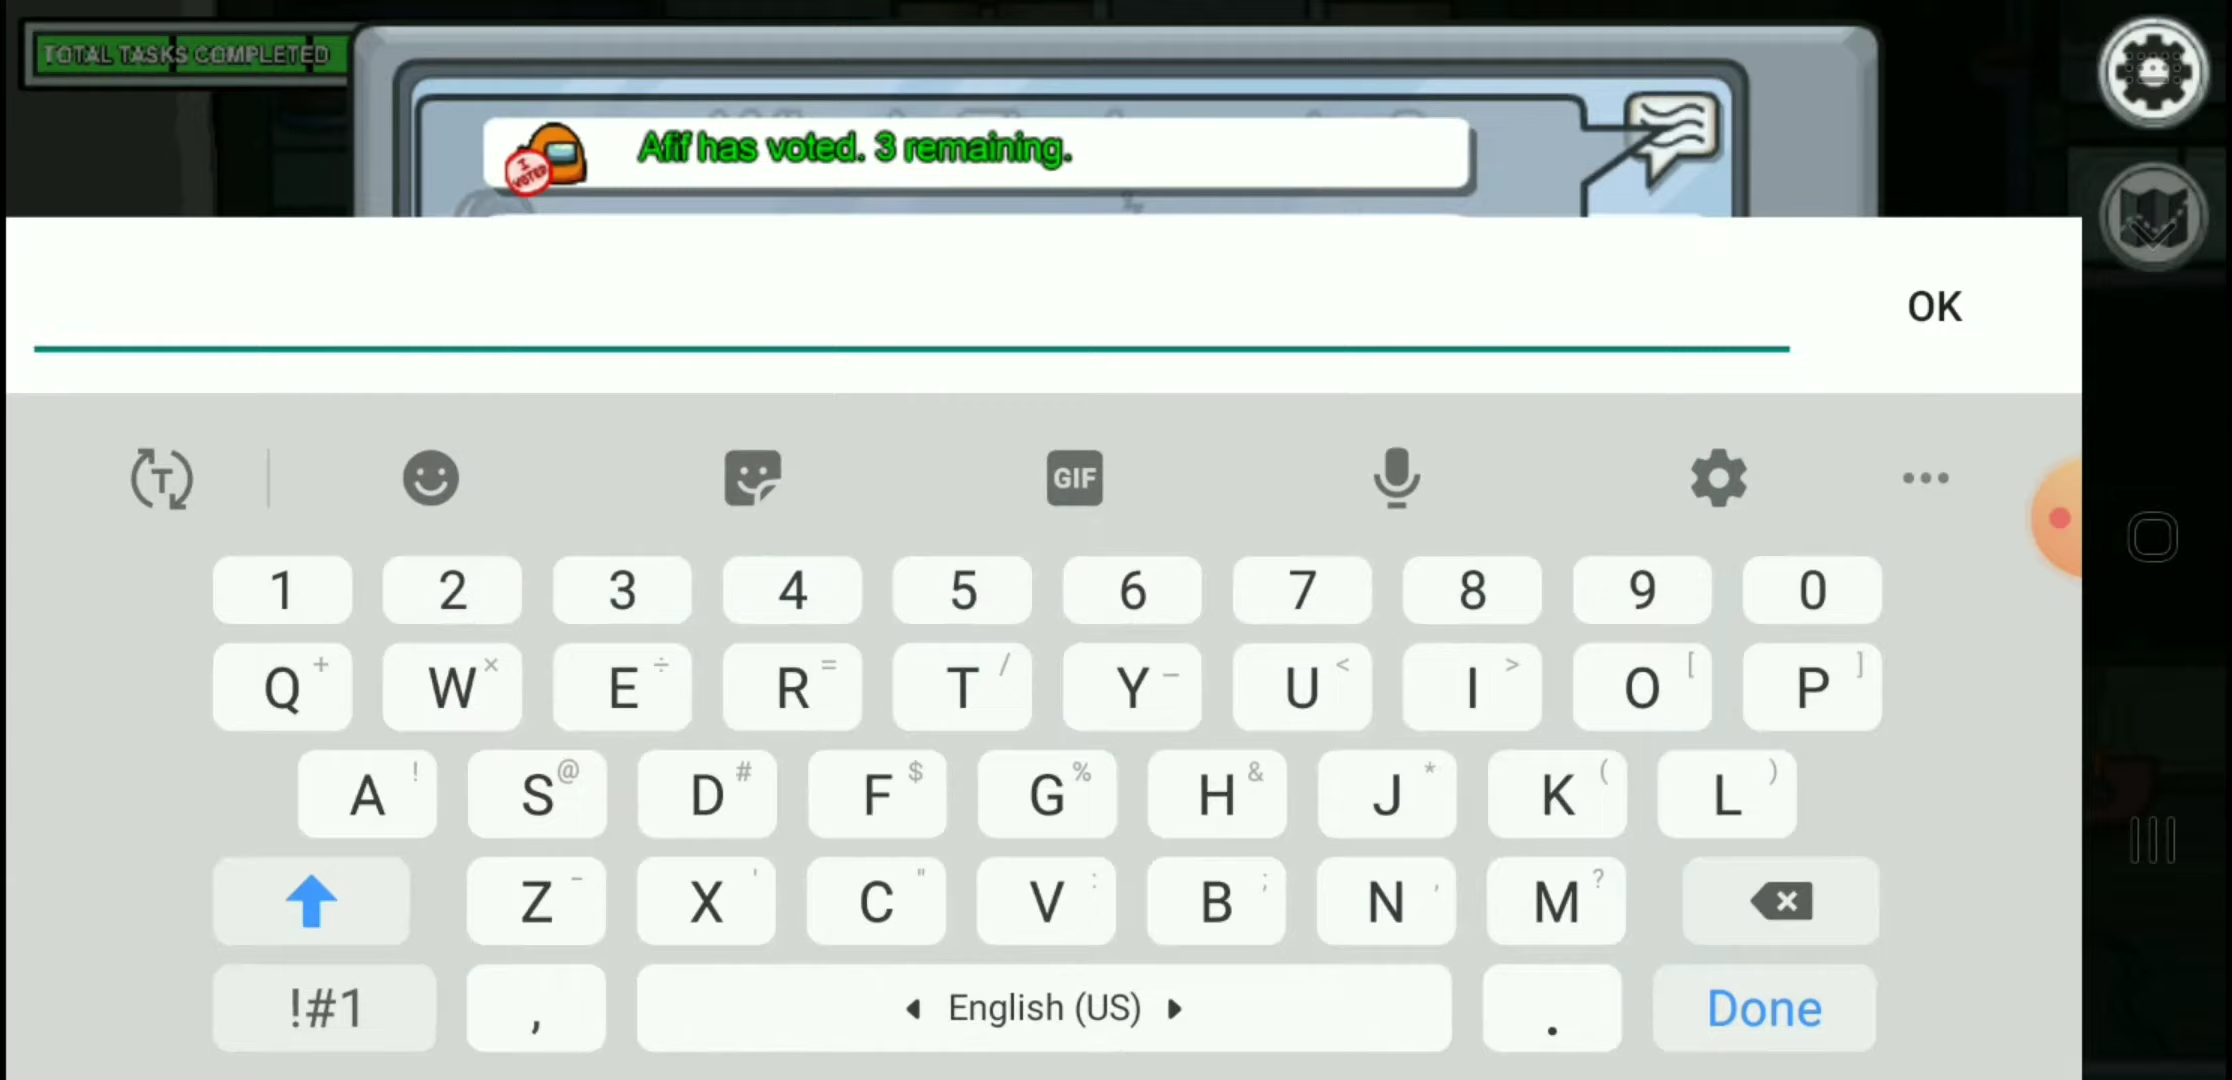 TOTAL TASKS COMPLETED
I VOTED
Afif has voted. 3 remaining.
OK
T
GIF
1 2 3 4 5 6 7 8 9 0
Q + W × E ÷ R = T / Y _ U < I > O [ P ]
A ! S @ D # F $ G % H & J * K ( L )
Z - X ' C " V : B ; N , M ?
!#1 , English (US) . Done